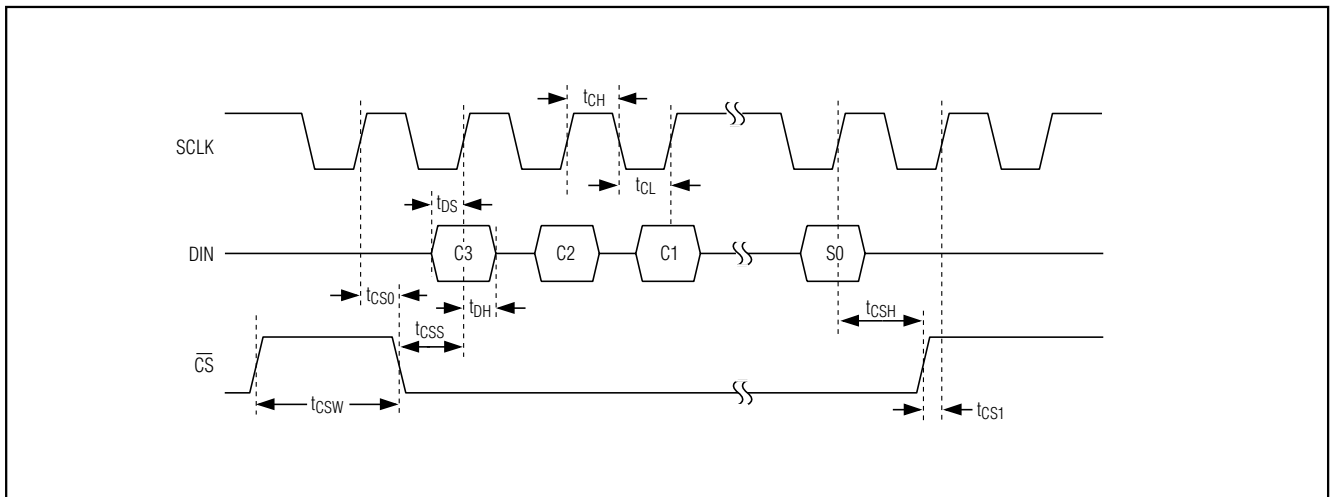 tCH
SCLK
tCL
tDS
DIN
C3
C2
C1
S0
tCS0
tDH
tCSH
tCSS
CS
tCSW
tCS1